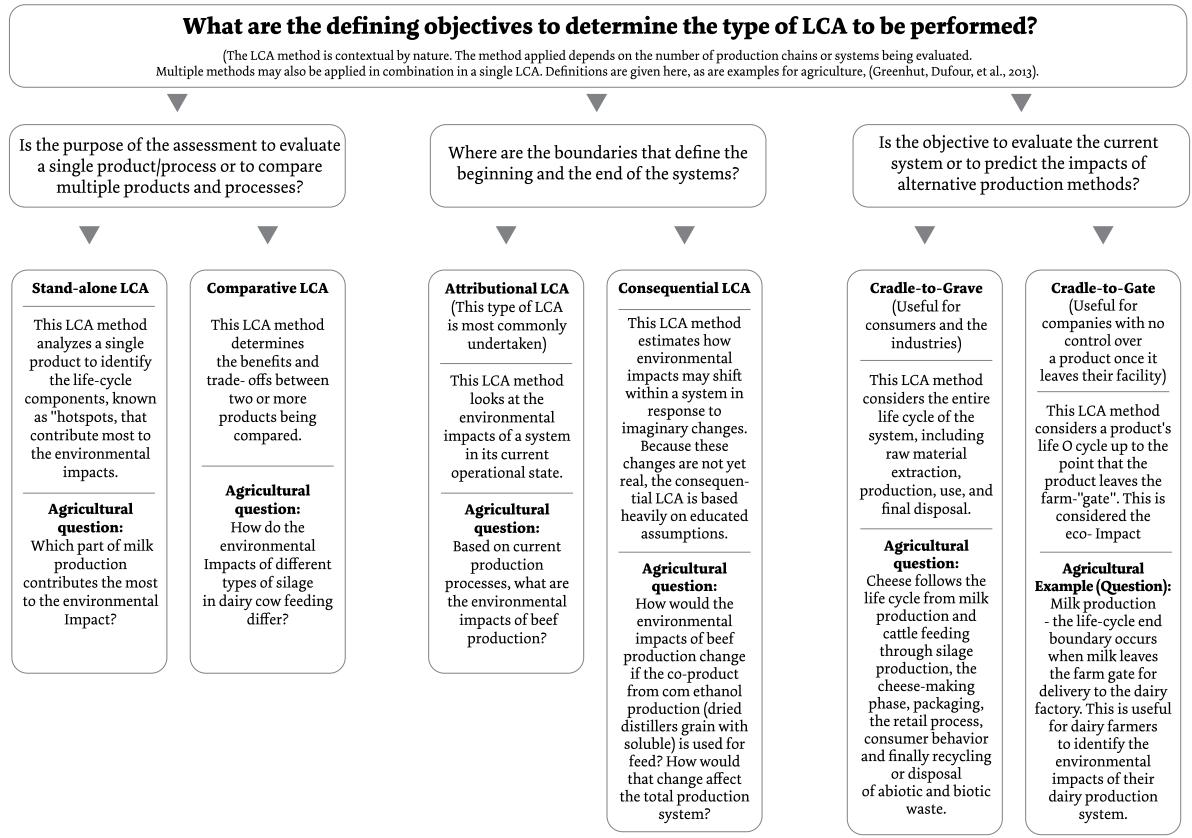 What are the defining objectives to determine the type of LCA to be performed?
(The LCA method is contextual by nature. The method applied depends on the number of production chains or systems being evaluated.
Multiple methods may also be applied in combination in a single LCA. Definitions are given here, as are examples for agriculture, (Greenhut, Dufour, et al., 2013).
Is the purpose of the assessment to evaluate
a single product/process or to compare
multiple products and processes?
Where are the boundaries that define the
beginning and the end of the systems?
Is the objective to evaluate the current
system or to predict the impacts of
alternative production methods?
Stand-alone LCA
This LCA method
analyzes a single
product to identify
the life-cycle
components, known
as "hotspots, that
contribute most to
the environmental
impacts.
Agricultural
question:
Which part of milk
production
contributes the most
to the environmental
Impact?
Comparative LCA
This LCA method
determines
the benefits and
trade- offs between
two or more
products being
compared.
Agricultural
question:
How do the
environmental
Impacts of different
types of silage
in dairy cow feeding
differ?
Attributional LCA
(This type of LCA
is most commonly
undertaken)
This LCA method
looks at the
environmental
impacts of a system
in its current
operational state.
Agricultural
question:
Based on current
production
processes, what are
the environmental
impacts of beef
production?
Consequential LCA
This LCA method
estimates how
environmental
impacts may shift
within a system in
response to
imaginary changes.
Because these
changes are not yet
real, the consequen-
tial LCA is based
heavily on educated
assumptions.
Agricultural
question:
How would the
environmental
impacts of beef
production change
if the co-product
from com ethanol
production (dried
distillers grain with
soluble) is used for
feed? How would
that change affect
the total production
system?
Cradle-to-Grave
(Useful for
consumers and the
industries)
This LCA method
considers the entire
life cycle of the
system, including
raw material
extraction,
production, use, and
final disposal.
Agricultural
question:
Cheese follows the
life cycle from milk
production and
cattle feeding
through silage
production, the
cheese-making
phase, packaging,
the retail process,
consumer behavior
and finally recycling
or disposal
of abiotic and biotic
waste.
Cradle-to-Gate
(Useful for
companies with no
control over
a product once it
leaves their facility)
This LCA method
considers a product's
life O cycle up to the
point that the
product leaves the
farm-"gate". This is
considered the
eco- Impact
Agricultural
Example (Question):
Milk production
- the life-cycle end
boundary occurs
when milk leaves
the farm gate for
delivery to the dairy
factory. This is useful
for dairy farmers
to identify the
environmental
impacts of their
dairy production
system.